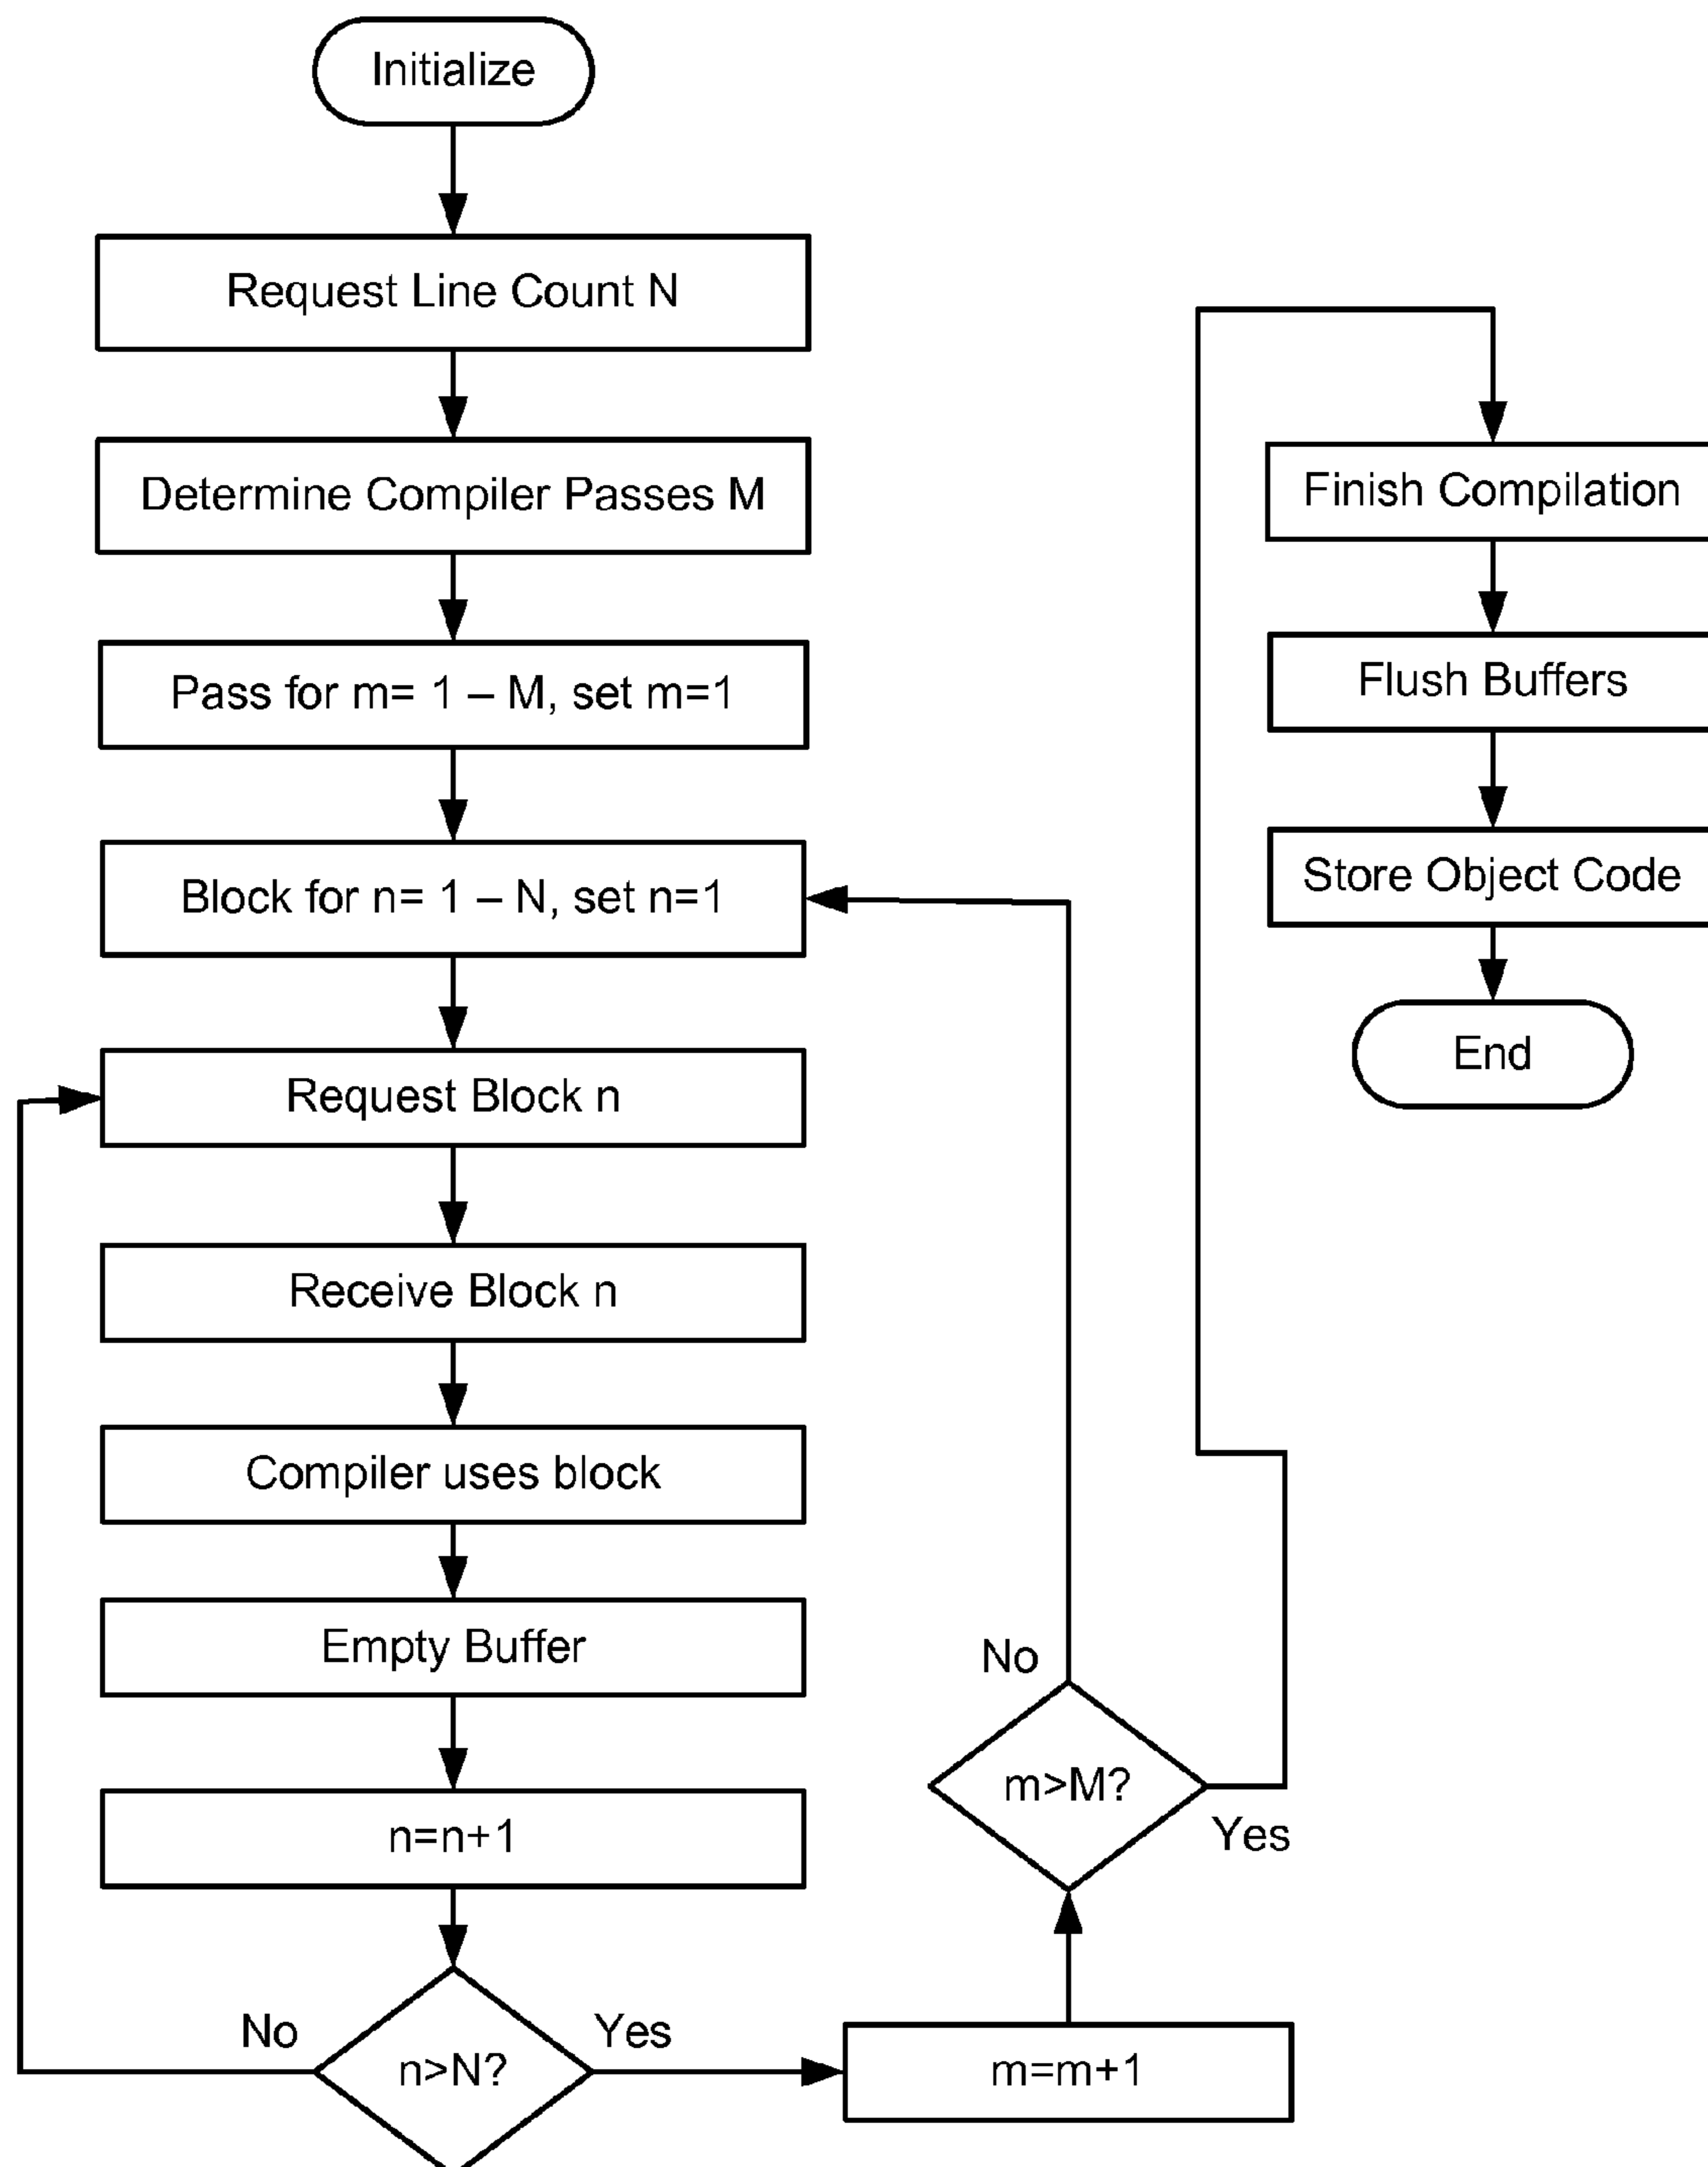 Initialize
Request Line Count N
Determine Compiler Passes M
Pass for m= 1 – M, set m=1
Block for n= 1 – N, set n=1
Request Block n
Receive Block n
Compiler uses block
Empty Buffer
n=n+1
n>N?
No
Yes
m=m+1
m>M?
No
Yes
Finish Compilation
Flush Buffers
Store Object Code
End